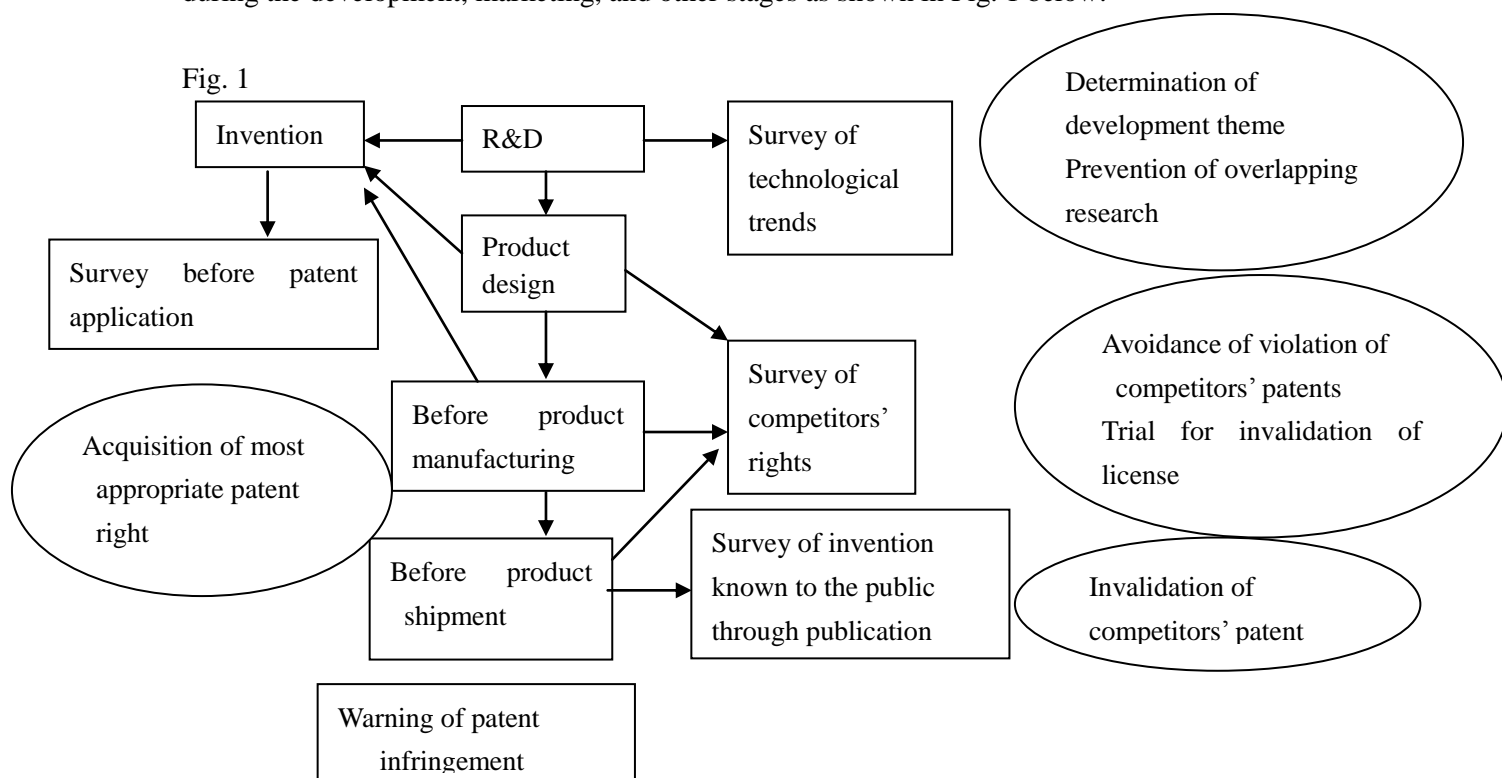 during the development, marketing, and other stages as shown in Fig. 1 below.
Fig. 1
Invention
R&D
Survey of
technological
trends
Determination of
development theme
Prevention of overlapping
research
Survey before patent
application
Product
design
Survey of
competitors’
rights
Avoidance of violation of
competitors’ patents
Trial for invalidation of
license
Acquisition of most
appropriate patent
right
Before product
manufacturing
Before product
shipment
Survey of invention
known to the public
through publication
Invalidation of
competitors’ patent
Warning of patent
infringement